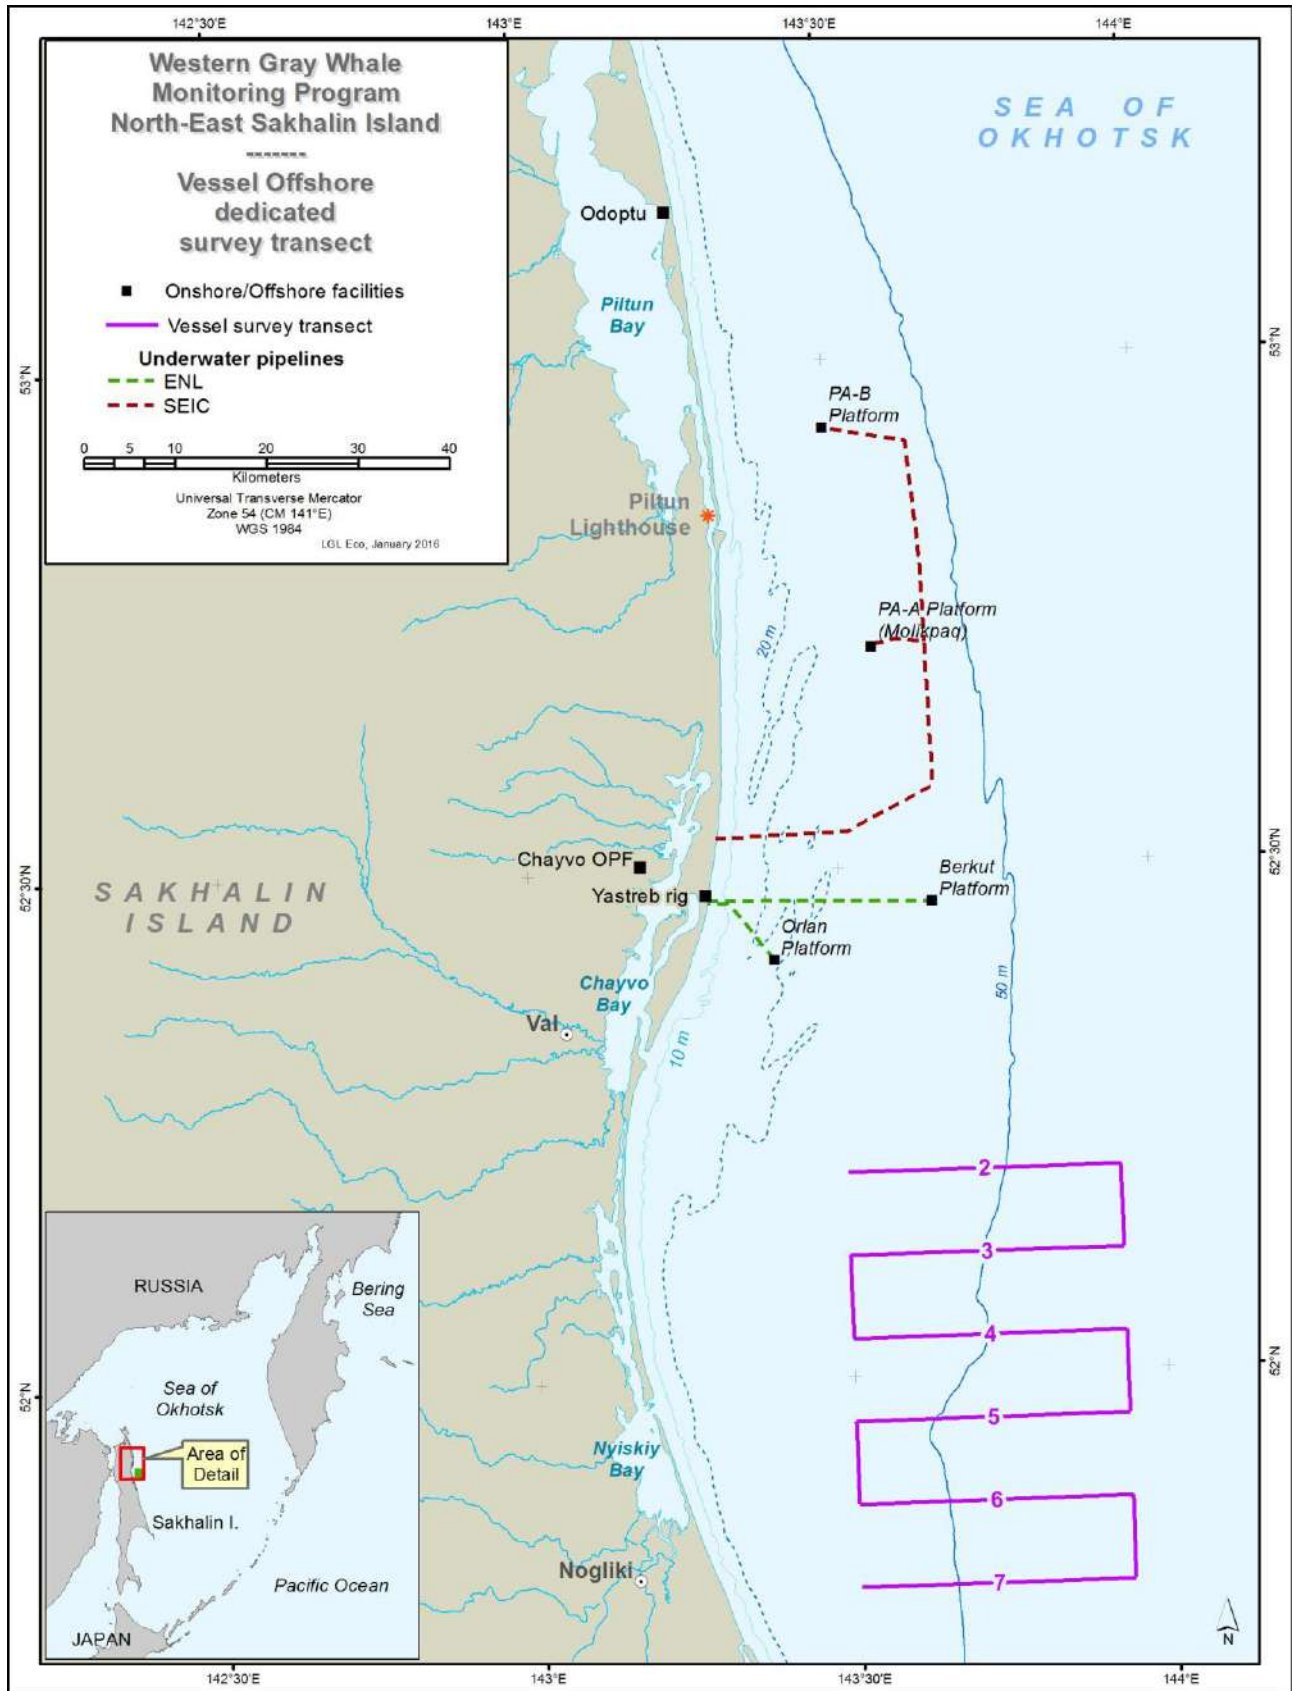 142°30'E
143°E
143°30'E
144°E
Western Gray Whale
Monitoring Program
North-East Sakhalin Island
-------
Vessel Offshore
dedicated
survey transect
Onshore/Offshore facilities
Vessel survey transect
Underwater pipelines
ENL
SEIC
0 5 10 20 30 40
Kilometers
Universal Transverse Mercator
Zone 54 (CM 141°E)
WGS 1984
LGL Eco, January 2016
SEA OF
OKHOTSK
Odoptu
Piltun
Bay
53°N
53°N
PA-B
Platform
Piltun
Lighthouse
PA-A Platform
(Molikpaq)
20 m
Chayvo OPF
Berkut
Platform
52°30'N
52°30'N
SAKHALIN
ISLAND
Yastreb rig
Orlan
Platform
Chayvo
Bay
50 m
Val
10 m
2
3
4
5
6
7
52°N
52°N
Nyiskiy
Bay
Nogliki
RUSSIA
Bering
Sea
Sea of
Okhotsk
Area of
Detail
Sakhalin I.
Pacific Ocean
JAPAN
N
142°30'E
143°E
143°30'E
144°E